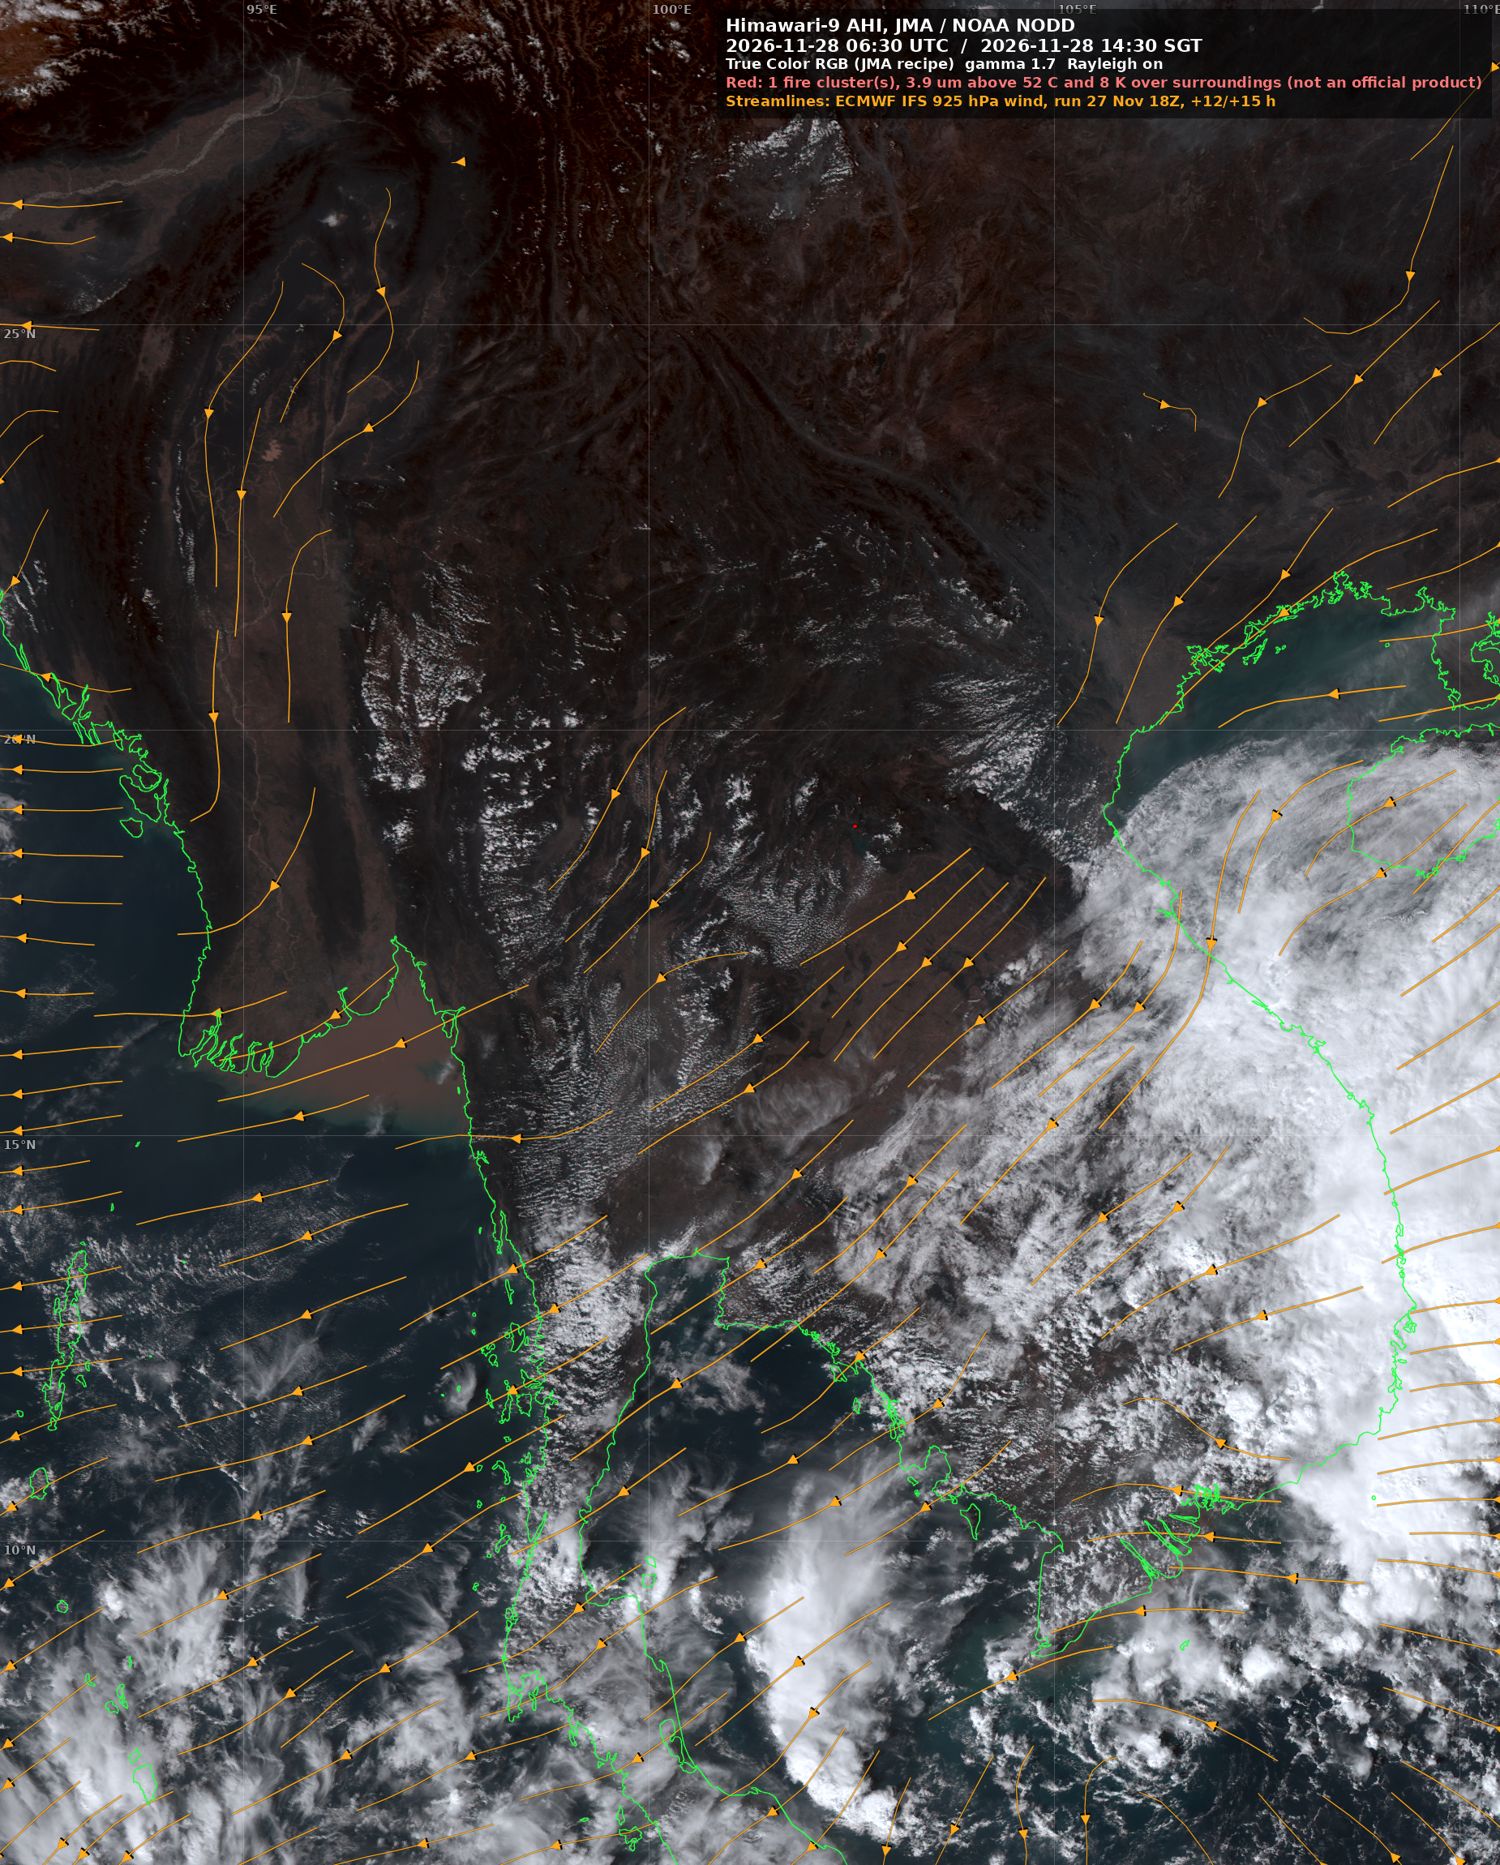 95°E 100°E 105°E 110°E
Himawari-9 AHI, JMA / NOAA NODD
2026-11-28 06:30 UTC / 2026-11-28 14:30 SGT
True Color RGB (JMA recipe) gamma 1.7 Rayleigh on
Red: 1 fire cluster(s), 3.9 um above 52 C and 8 K over surroundings (not an official product)
Streamlines: ECMWF IFS 925 hPa wind, run 27 Nov 18Z, +12/+15 h
25°N
20°N
15°N
10°N